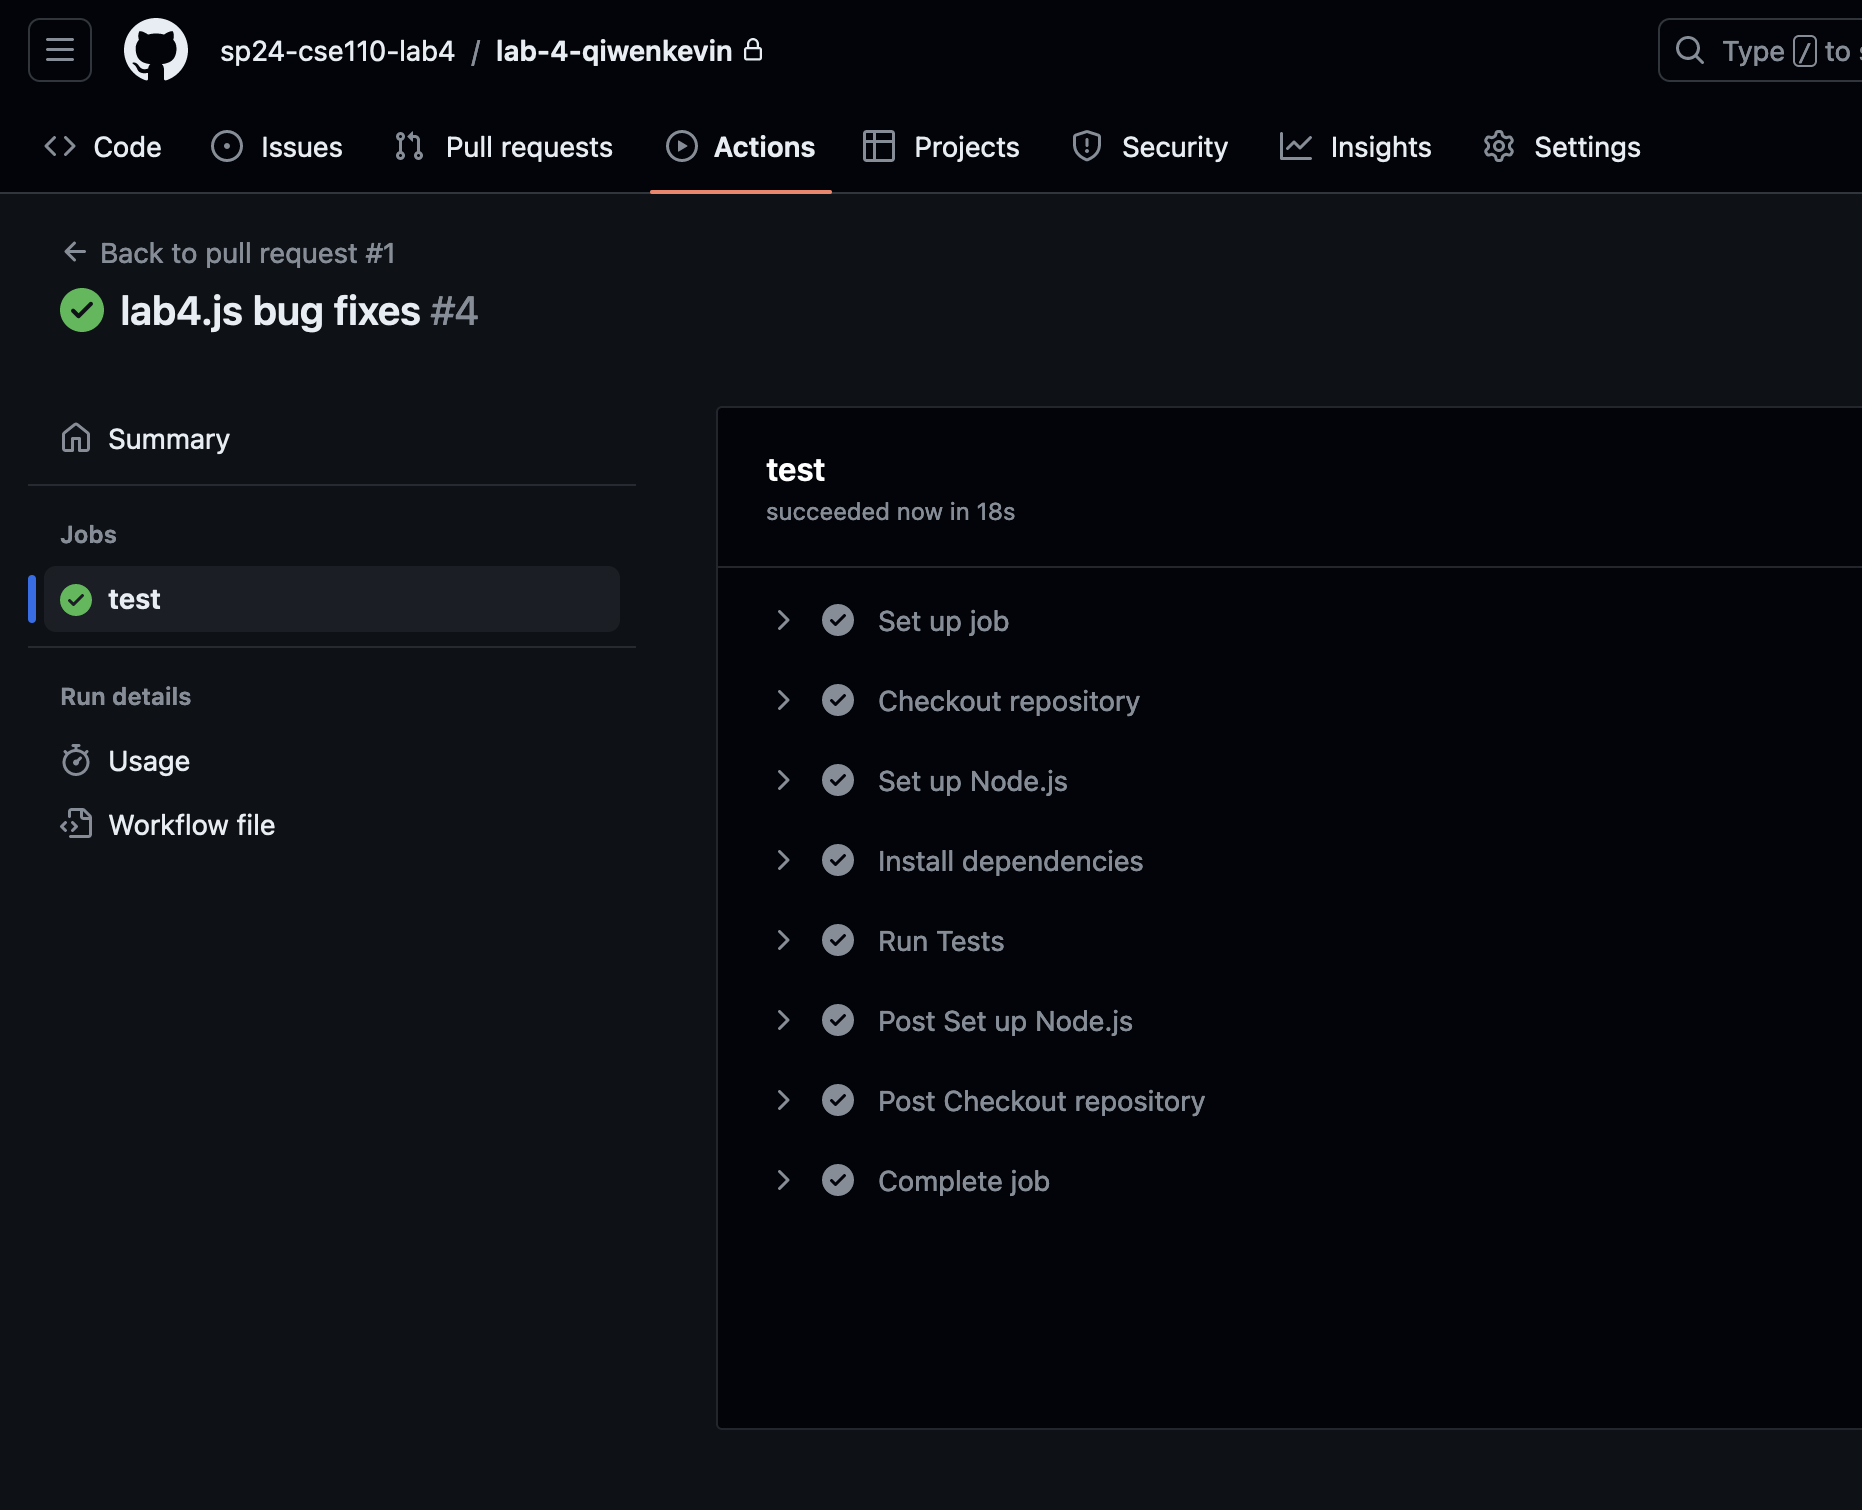 sp24-cse110-lab4 / lab-4-qiwenkevin
Type / to
Code Issues Pull requests Actions Projects Security Insights Settings
Back to pull request #1
lab4.js bug fixes #4
Summary
Jobs
test
Run details
Usage
Workflow file
test
succeeded now in 18s
Set up job
Checkout repository
Set up Node.js
Install dependencies
Run Tests
Post Set up Node.js
Post Checkout repository
Complete job